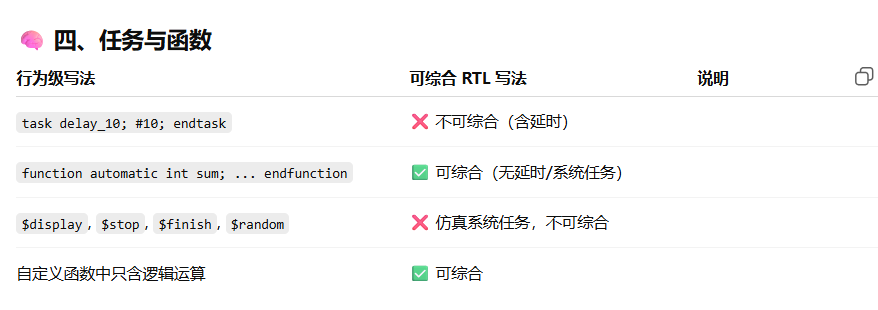 🧠 四、任务与函数
行为级写法 可综合 RTL 写法 说明
task delay_10; #10; endtask ❌ 不可综合（含延时）
function automatic int sum; ... endfunction ✅ 可综合（无延时/系统任务）
$display, $stop, $finish, $random ❌ 仿真系统任务，不可综合
自定义函数中只含逻辑运算 ✅ 可综合